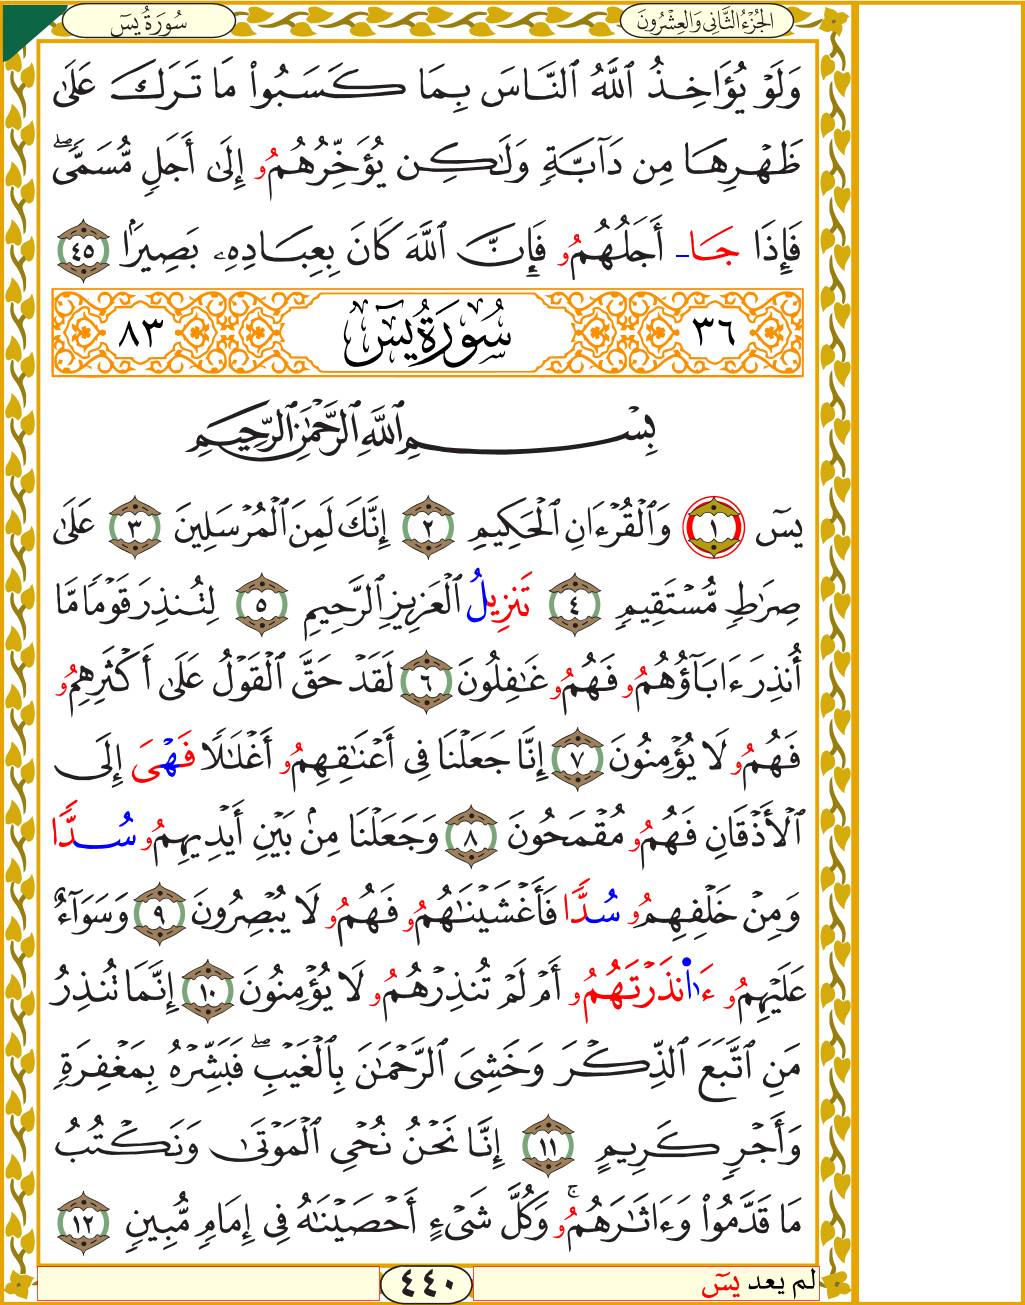 الجُزْءُ الثَّانِي وَالعِشْرُونَ
سُورَةُ يسٓ
وَلَوۡ يُؤَاخِذُ ٱللَّهُ ٱلنَّاسَ بِمَا كَسَبُواْ مَا تَرَكَ عَلَىٰ
ظَهۡرِهَا مِن دَآبَّةٖ وَلَٰكِن يُؤَخِّرُهُمُۥ إِلَىٰٓ أَجَلٖ مُّسَمّٗىۖ
فَإِذَا جَا أَجَلُهُمُۥ فَإِنَّ ٱللَّهَ كَانَ بِعِبَادِهِۦ بَصِيرَۢا ٤٥
٣٦ سُورَةُ يسٓ ٨٣
بِسۡمِ ٱللَّهِ ٱلرَّحۡمَٰنِ ٱلرَّحِيمِ
يسٓ ١ وَٱلۡقُرۡءَانِ ٱلۡحَكِيمِ ٢ إِنَّكَ لَمِنَ ٱلۡمُرۡسَلِينَ ٣ عَلَىٰ
صِرَٰطٖ مُّسۡتَقِيمٖ ٤ تَنزِيلُ ٱلۡعَزِيزِ ٱلرَّحِيمِ ٥ لِتُنذِرَ قَوۡمٗا مَّآ
أُنذِرَ ءَابَآؤُهُمُۥ فَهُمُۥ غَٰفِلُونَ ٦ لَقَدۡ حَقَّ ٱلۡقَوۡلُ عَلَىٰٓ أَكۡثَرِهِمُۥ
فَهُمُۥ لَا يُؤۡمِنُونَ ٧ إِنَّا جَعَلۡنَا فِيٓ أَعۡنَٰقِهِمُۥ أَغۡلَٰلٗا فَهۡيَ إِلَى
ٱلۡأَذۡقَانِ فَهُمُۥ مُقۡمَحُونَ ٨ وَجَعَلۡنَا مِنۢ بَيۡنِ أَيۡدِيهِمُۥ سُدّٗا
وَمِنۡ خَلۡفِهِمُۥ سُدّٗا فَأَغۡشَيۡنَٰهُمُۥ فَهُمُۥ لَا يُبۡصِرُونَ ٩ وَسَوَآءٌ
عَلَيۡهِمُۥ ءَاٰ۬نذَرۡتَهُمُۥ أَمۡ لَمۡ تُنذِرۡهُمُۥ لَا يُؤۡمِنُونَ ١٠ إِنَّمَا تُنذِرُ
مَنِ ٱتَّبَعَ ٱلذِّكۡرَ وَخَشِيَ ٱلرَّحۡمَٰنَ بِٱلۡغَيۡبِۖ فَبَشِّرۡهُ بِمَغۡفِرَةٖ
وَأَجۡرٖ كَرِيمٍ ١١ إِنَّا نَحۡنُ نُحۡيِ ٱلۡمَوۡتَىٰ وَنَكۡتُبُ
مَا قَدَّمُواْ وَءَاثَٰرَهُمُۥۚ وَكُلَّ شَيۡءٍ أَحۡصَيۡنَٰهُ فِيٓ إِمَامٖ مُّبِينٖ ١٢
لم يعد يسٓ
٤٤٠